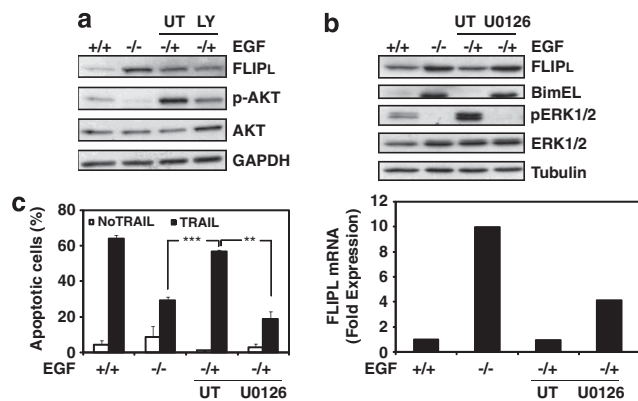 a
UT LY
+/+ -/- -/+ -/+ EGF
FLIPL
p-AKT
AKT
GAPDH
b
UT U0126
+/+ -/- -/+ -/+ EGF
FLIPL
BimEL
pERK1/2
ERK1/2
Tubulin
c
Apoptotic cells (%)
80
60
40
20
0
NoTRAIL TRAIL
*** **
EGF +/+ -/- -/+ -/+
UT U0126
FLIPL mRNA
(Fold Expression)
12
10
8
6
4
2
0
EGF +/+ -/- -/+ -/+
UT U0126